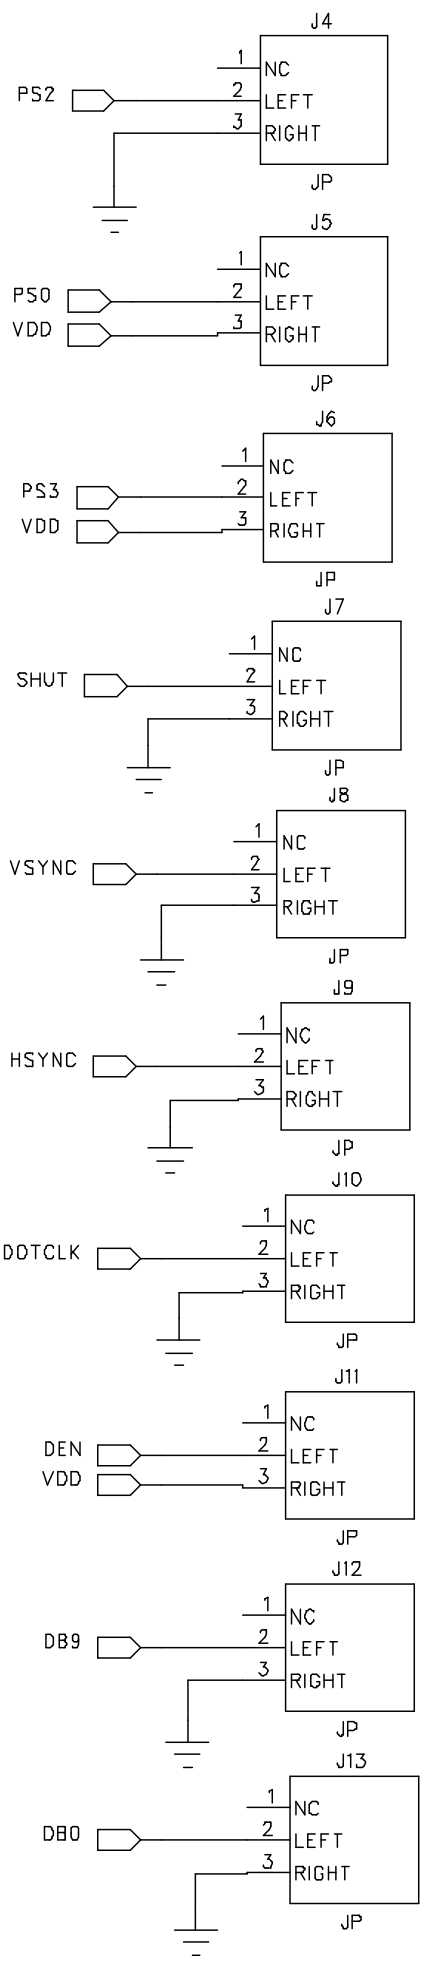 J4
1 NC
PS2 2 LEFT
3 RIGHT
JP
J5
1 NC
PS0 2 LEFT
VDD 3 RIGHT
JP
J6
1 NC
PS3 2 LEFT
VDD 3 RIGHT
JP
J7
1 NC
SHUT 2 LEFT
3 RIGHT
JP
J8
1 NC
VSYNC 2 LEFT
3 RIGHT
JP
J9
1 NC
HSYNC 2 LEFT
3 RIGHT
JP
J10
1 NC
DOTCLK 2 LEFT
3 RIGHT
JP
J11
1 NC
DEN 2 LEFT
VDD 3 RIGHT
JP
J12
1 NC
DB9 2 LEFT
3 RIGHT
JP
J13
1 NC
DB0 2 LEFT
3 RIGHT
JP